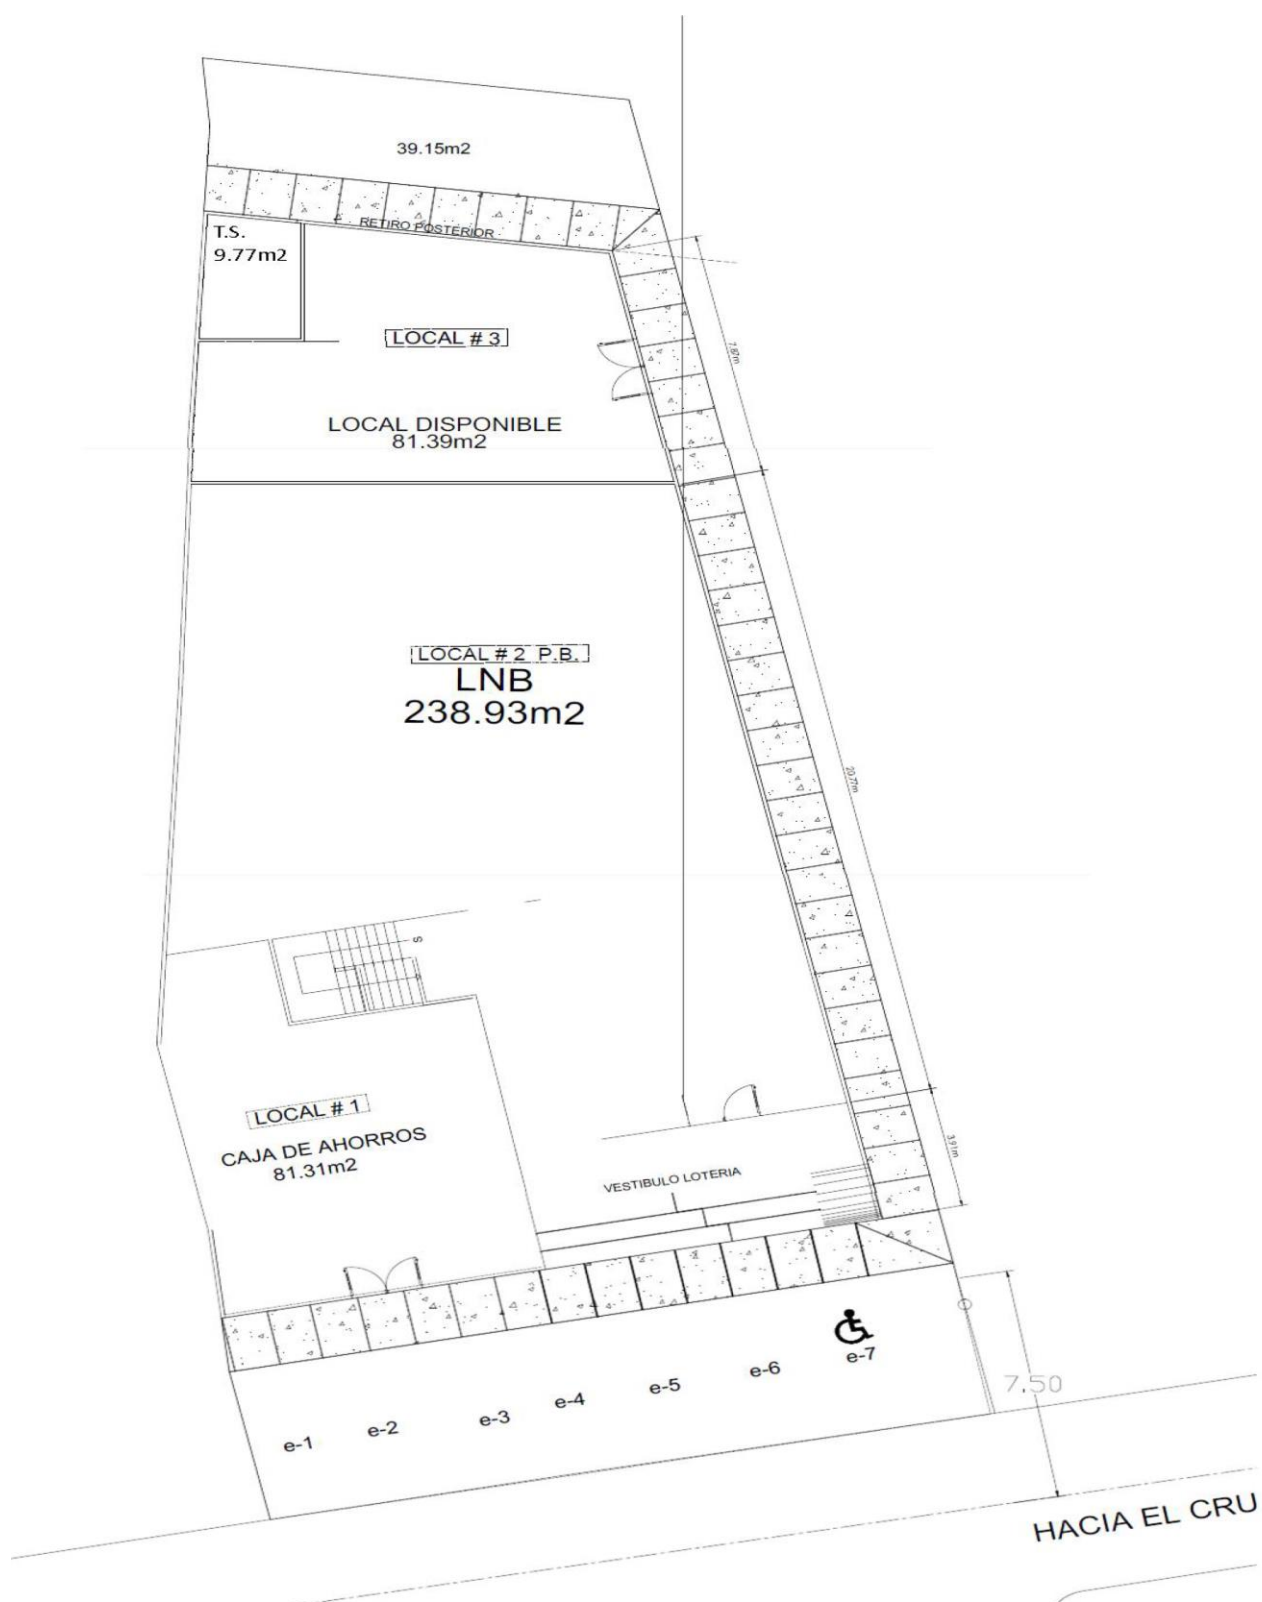 39.15m2
RETIRO POSTERIOR
T.S.
9.77m2
LOCAL # 3
7.87m
LOCAL DISPONIBLE
81.39m2
LOCAL # 2 P.B.
LNB
238.93m2
20.77m
S
LOCAL # 1
CAJA DE AHORROS
81.31m2
3.91m
VESTIBULO LOTERIA
e-1
e-2
e-3
e-4
e-5
e-6
e-7
7.50
HACIA EL CRU